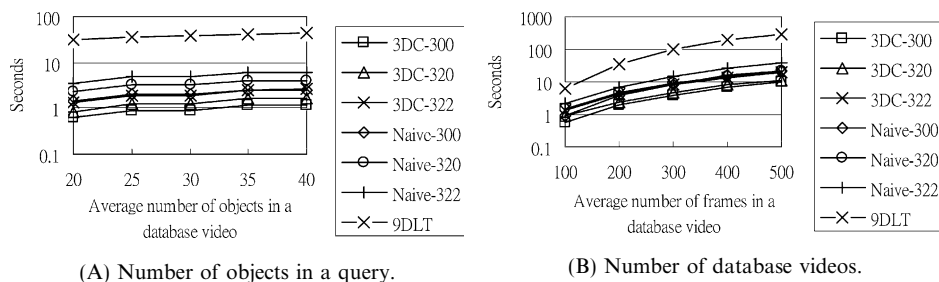 100
10
1
0.1
Seconds
20 25 30 35 40
Average number of objects in a
database video
3DC-300
3DC-320
3DC-322
Naivc-300
Naive-320
Naive-322
9DLT
(A) Number of objects in a query.
1000
100
10
1
0.1
Seconds
100 200 300 400 500
Average number of frames in a
database video
3DC-300
3DC-320
3DC-322
Naive-300
Naive-320
Naive-322
9DLT
(B) Number of database videos.